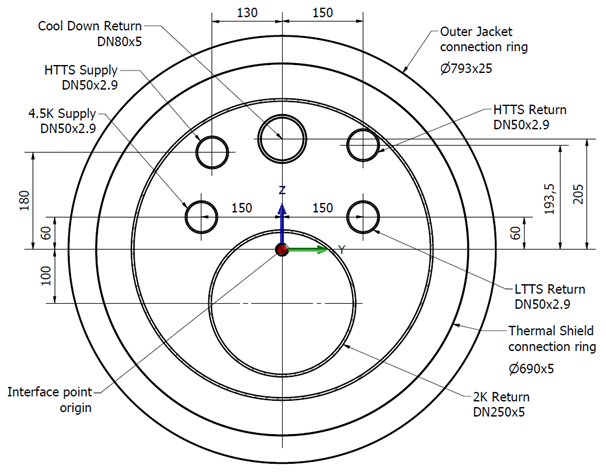 130
150
Cool Down Return
DN80x5
Outer Jacket
connection ring
Ø793x25
HTTS Supply
DN50x2.9
4.5K Supply
DN50x2.9
HTTS Return
DN50x2.9
180
60
100
150
150
Z
Y
60
193,5
205
LTTS Return
DN50x2.9
Thermal Shield
connection ring
Ø690x5
Interface point
origin
2K Return
DN250x5